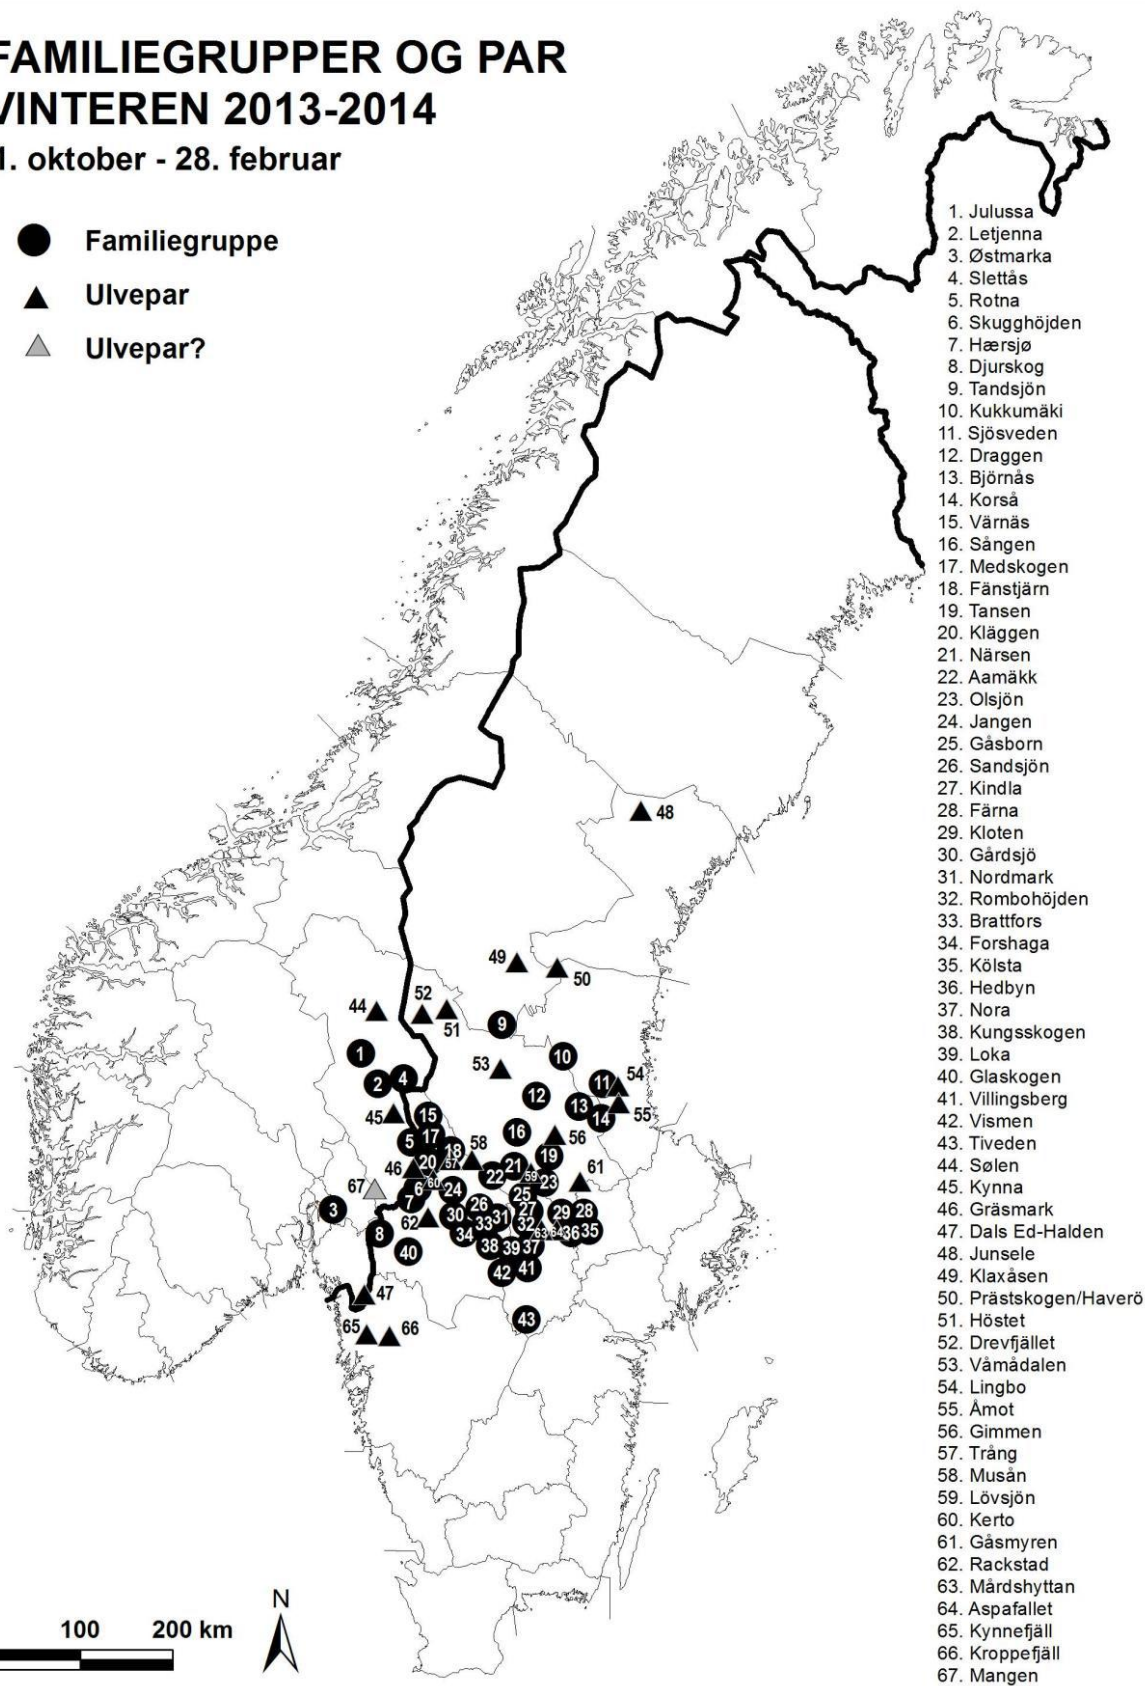 FAMILIEGRUPPER OG PAR
VINTEREN 2013-2014
1. oktober - 28. februar
Familiegruppe
Ulvepar
Ulvepar?
1. Julussa
2. Letjenna
3. Østmarka
4. Slettås
5. Rotna
6. Skugghöjden
7. Hærsjø
8. Djurskog
9. Tandsjön
10. Kukkumäki
11. Sjösveden
12. Draggen
13. Björnås
14. Korså
15. Värnäs
16. Sången
17. Medskogen
18. Fänstjärn
19. Tansen
20. Kläggen
21. Närsen
22. Aamäkk
23. Olsjön
24. Jangen
25. Gåsborn
26. Sandsjön
27. Kindla
28. Färna
29. Kloten
30. Gårdsjö
31. Nordmark
32. Rombohöjden
33. Brattfors
34. Forshaga
35. Kölsta
36. Hedbyn
37. Nora
38. Kungsskogen
39. Loka
40. Glaskogen
41. Villingsberg
42. Vismen
43. Tiveden
44. Sølen
45. Kynna
46. Gräsmark
47. Dals Ed-Halden
48. Junsele
49. Klaxåsen
50. Prästskogen/Haverö
51. Höstet
52. Drevfjället
53. Våmådalen
54. Lingbo
55. Åmot
56. Gimmen
57. Trång
58. Musån
59. Lövsjön
60. Kerto
61. Gåsmyren
62. Rackstad
63. Mårdshyttan
64. Aspafallet
65. Kynnefjäll
66. Kroppefjäll
67. Mangen
48
49
50
44
52
51
9
1
53
10
2
4
11
54
12
13
55
45
15
14
16
5
17
56
18
58
19
46
20
57
21
22
59
23
61
60
67
6
24
25
7
26
3
27
29
28
62
30
33
31
32
63
64
36
35
8
34
38
39
37
40
42
41
47
43
65
66
N
100
200 km